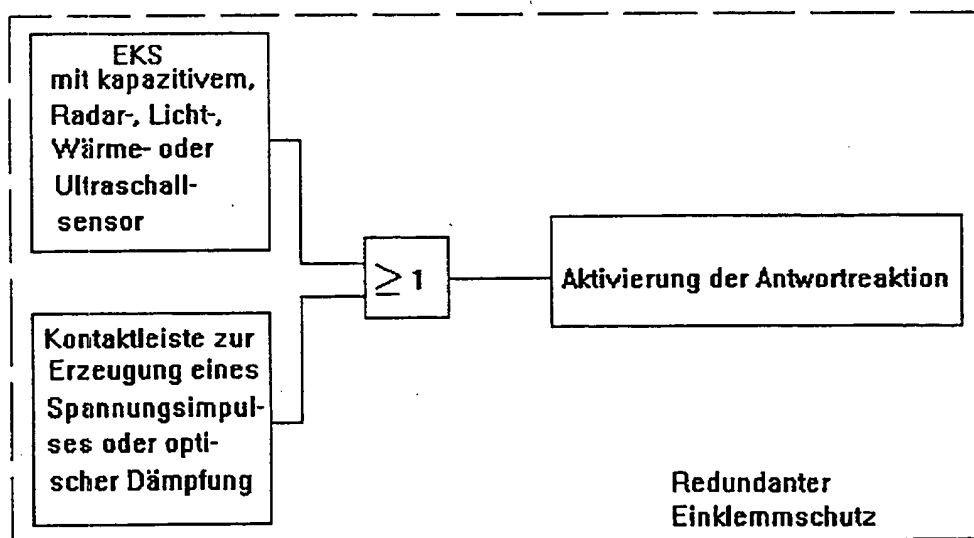 EKS
mit kapazitivem,
Radar-, Licht-,
Wärme- oder
Ultraschall-
sensor
≥ 1
Aktivierung der Antwortreaktion
Kontaktleiste zur
Erzeugung eines
Spannungsimpul-
ses oder opti-
scher Dämpfung
Redundanter
Einklemmschutz